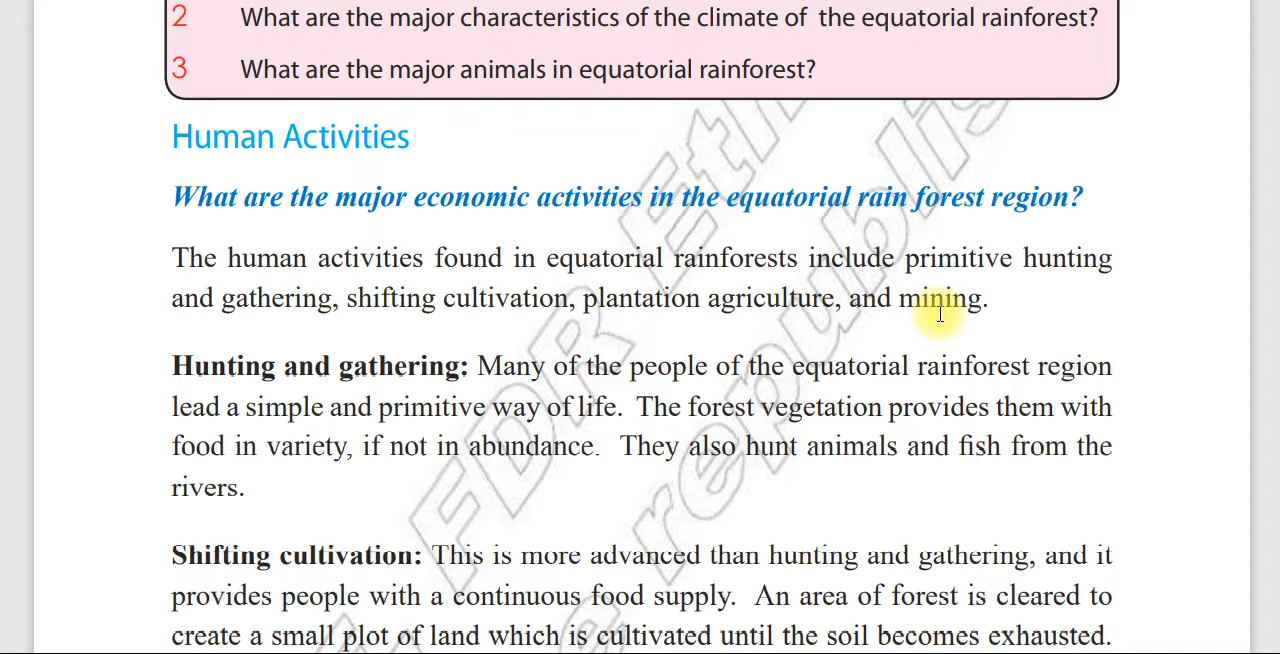 2 What are the major characteristics of the climate of the equatorial rainforest?
3 What are the major animals in equatorial rainforest?
Human Activities
What are the major economic activities in the equatorial rain forest region?
The human activities found in equatorial rainforests include primitive hunting
and gathering, shifting cultivation, plantation agriculture, and mining.
Hunting and gathering: Many of the people of the equatorial rainforest region
lead a simple and primitive way of life. The forest vegetation provides them with
food in variety, if not in abundance. They also hunt animals and fish from the
rivers.
Shifting cultivation: This is more advanced than hunting and gathering, and it
provides people with a continuous food supply. An area of forest is cleared to
create a small plot of land which is cultivated until the soil becomes exhausted.
FDR